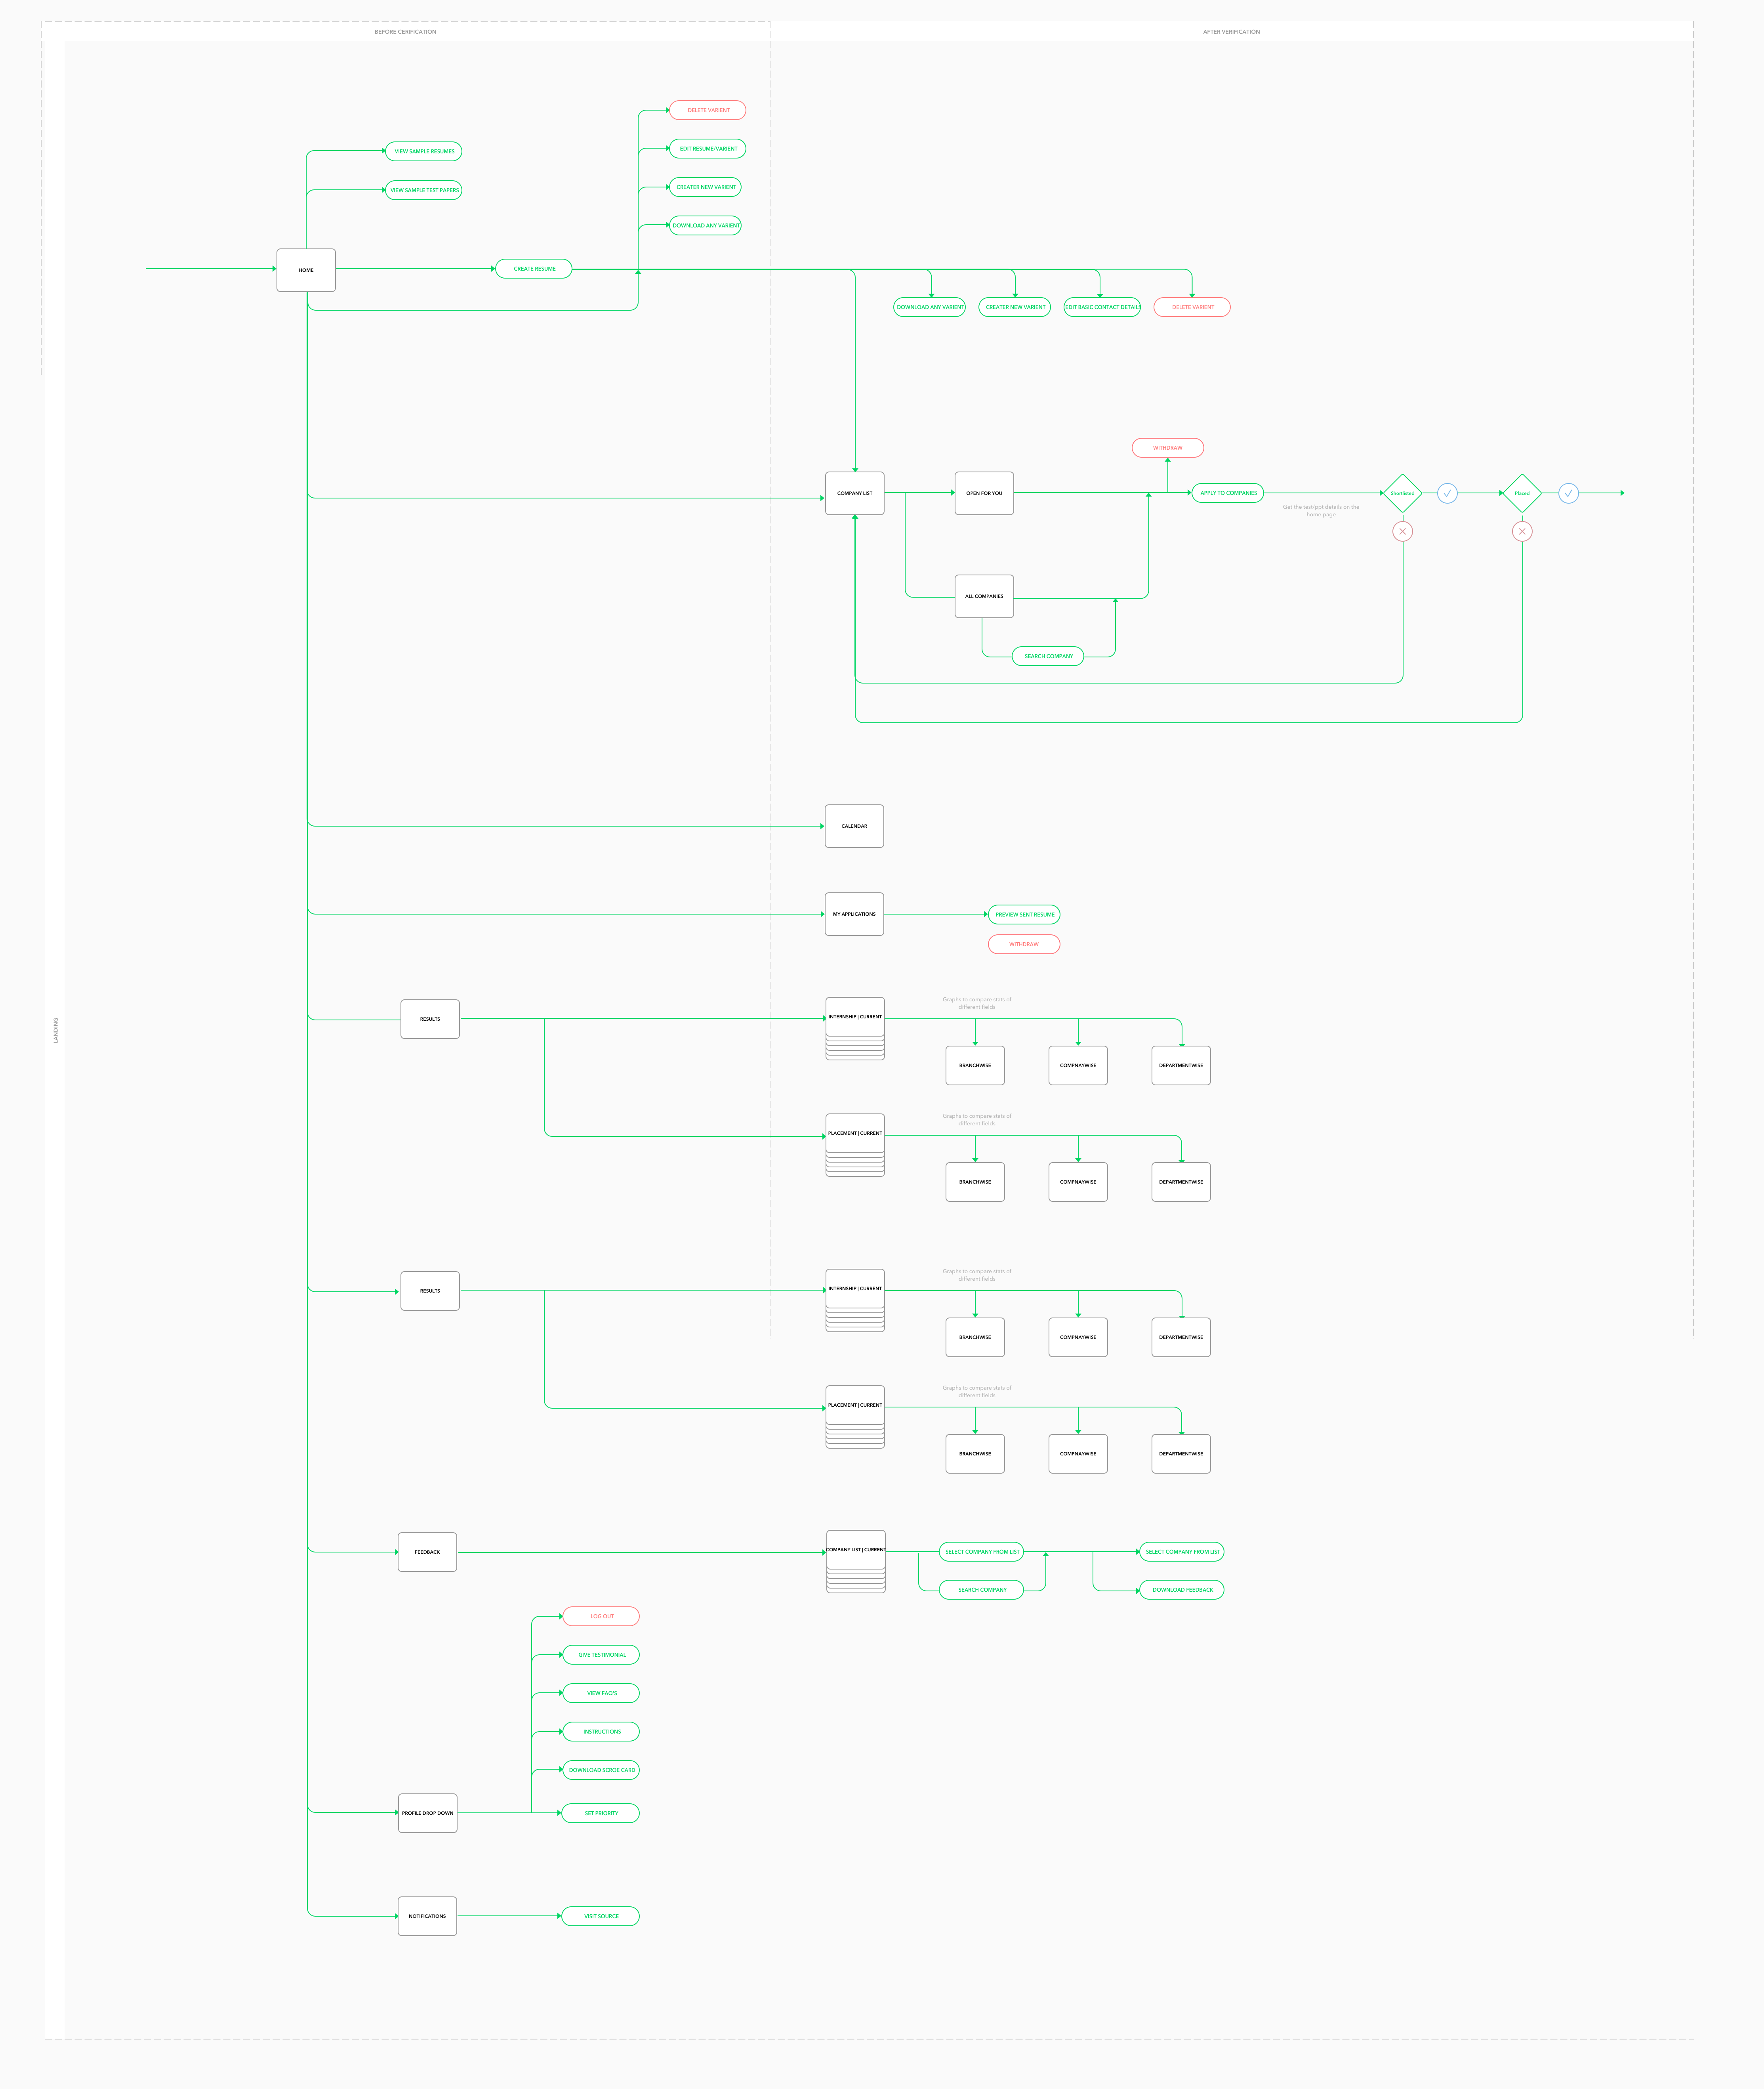 BEFORE CERIFICATION
AFTER VERIFICATION
DELETE VARIENT
VIEW SAMPLE RESUMES
EDIT RESUME/VARIENT
VIEW SAMPLE TEST PAPERS
CREATER NEW VARIENT
DOWNLOAD ANY VARIENT
HOME
CREATE RESUME
DOWNLOAD ANY VARIENT
CREATER NEW VARIENT
EDIT BASIC CONTACT DETAILS
DELETE VARIENT
WITHDRAW
COMPANY LIST
OPEN FOR YOU
APPLY TO COMPANIES
Shortlisted
Placed
Get the test/ppt details on the
home page
ALL COMPANIES
SEARCH COMPANY
CALENDAR
MY APPLICATIONS
PREVIEW SENT RESUME
WITHDRAW
LANDING
RESULTS
INTERNSHIP | CURRENT
Graphs to compare stats of
different fields
BRANCHWISE
COMPNAYWISE
DEPARTMENTWISE
PLACEMENT | CURRENT
Graphs to compare stats of
different fields
BRANCHWISE
COMPNAYWISE
DEPARTMENTWISE
RESULTS
INTERNSHIP | CURRENT
Graphs to compare stats of
different fields
BRANCHWISE
COMPNAYWISE
DEPARTMENTWISE
PLACEMENT | CURRENT
Graphs to compare stats of
different fields
BRANCHWISE
COMPNAYWISE
DEPARTMENTWISE
FEEDBACK
COMPANY LIST | CURRENT
SELECT COMPANY FROM LIST
SELECT COMPANY FROM LIST
SEARCH COMPANY
DOWNLOAD FEEDBACK
LOG OUT
GIVE TESTIMONIAL
VIEW FAQ'S
INSTRUCTIONS
DOWNLOAD SCROE CARD
PROFILE DROP DOWN
SET PRIORITY
NOTIFICATIONS
VISIT SOURCE